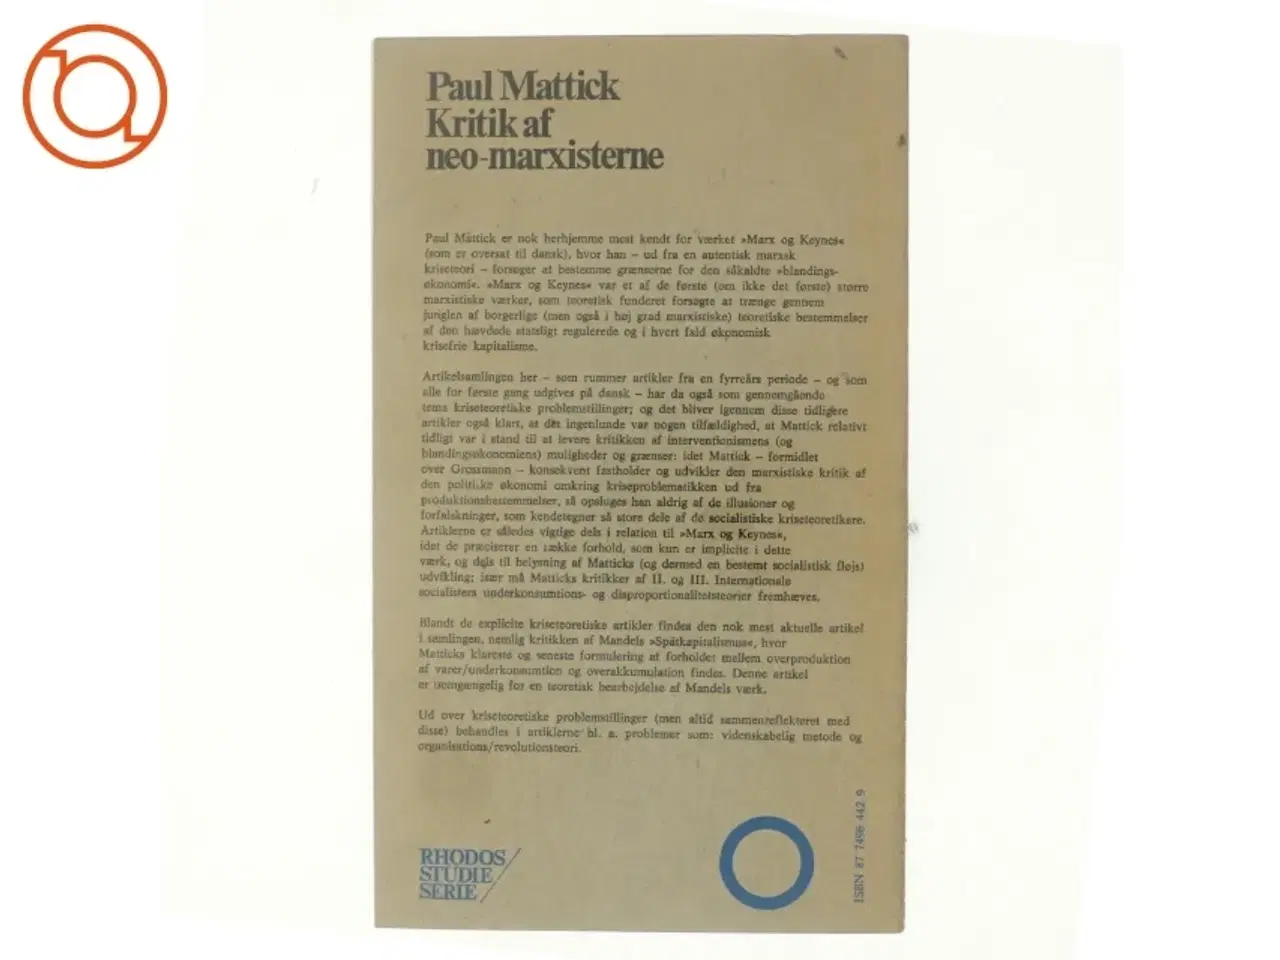 Paul Mattick
Kritik af
neo-marxisterne
Paul Mattick er nok herhjemme mest kendt for værket »Marx og Keynes«
(som er oversat til dansk), hvor han – ud fra en autentisk marxsk
kriseteori – forsøger at bestemme grænserne for den såkaldte »blandings-
økonomi«. »Marx og Keynes« var et af de første (om ikke det første) større
marxistiske værker, som teoretisk funderet forsøgte at trænge gennem
junglen af borgerlige (men også i høj grad marxistiske) teoretiske bestemmelser
af den hævdede statsligt regulerede og i hvert fald økonomisk
krisefrie kapitalisme.
Artikelsamlingen her – som rummer artikler fra en fyrreårs periode – og som
alle for første gang udgives på dansk – har da også som gennemgående
tema kriseteoretiske problemstillinger; og det bliver igennem disse tidligere
artikler også klart, at det ingenlunde var nogen tilfældighed, at Mattick relativt
tidligt var i stand til at levere kritikken af interventionismens (og
blandingsøkonomiens) muligheder og grænser: idet Mattick – formidlet
over Grossmann – konsekvent fastholder og udvikler den marxistiske kritik af
den politiske økonomi omkring kriseproblematikken ud fra
produktionsbestemmelser, så opsluges han aldrig af de illusioner og
forfalskninger, som kendetegner så store dele af de socialistiske kriseteoretikere.
Artiklerne er således vigtige dels i relation til »Marx og Keynes«,
idet de præciserer en række forhold, som kun er implicite i dette
værk, og dels til belysning af Matticks (og dermed en bestemt socialistisk fløjs)
udvikling; især må Matticks kritikker af II. og III. Internationale
socialisters underkonsumtions- og disproportionalitetsteorier fremhæves.
Blandt de explicite kriseteoretiske artikler findes den nok mest aktuelle artikel
i samlingen, nemlig kritikken af Mandels »Spätkapitalismus«, hvor
Matticks klareste og seneste formulering af forholdet mellem overproduktion
af varer/underkonsumtion og overakkumulation findes. Denne artikel
er uomgængelig for en teoretisk bearbejdelse af Mandels værk.
Ud over kriseteoretiske problemstillinger (men altid sammenreflekteret med
disse) behandles i artiklerne bl. a. problemer som: videnskabelig metode og
organisations/revolutionsteori.
RHODOS
STUDIE
SERIE
ISBN 87 7496 442 9